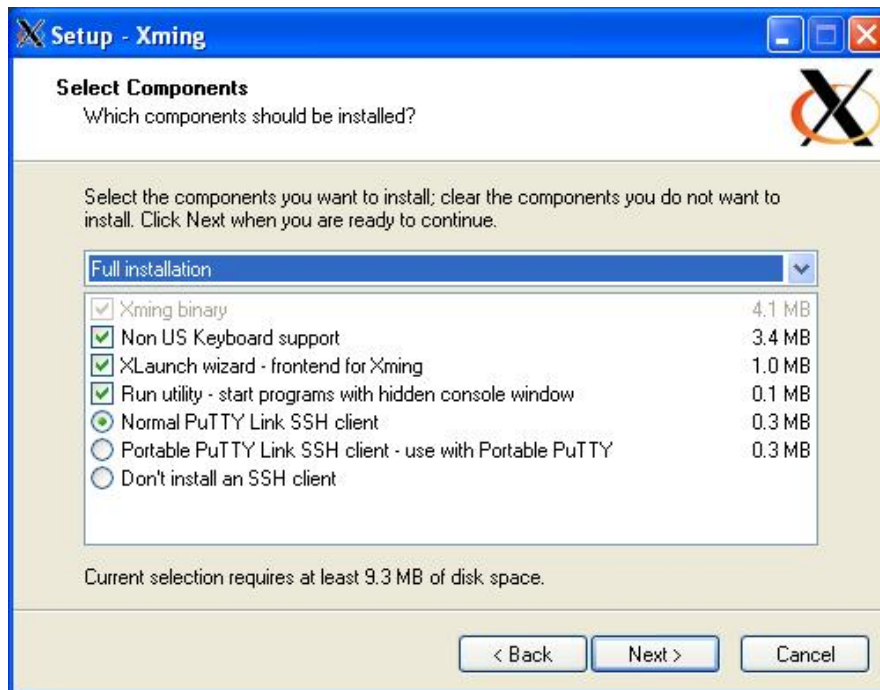 Setup - Xming
Select Components
Which components should be installed?
Select the components you want to install; clear the components you do not want to
install. Click Next when you are ready to continue.
Full installation
Xming binary 4.1 MB
Non US Keyboard support 3.4 MB
XLaunch wizard - frontend for Xming 1.0 MB
Run utility - start programs with hidden console window 0.1 MB
Normal PuTTY Link SSH client 0.3 MB
Portable PuTTY Link SSH client - use with Portable PuTTY 0.3 MB
Don't install an SSH client
Current selection requires at least 9.3 MB of disk space.
< Back Next > Cancel